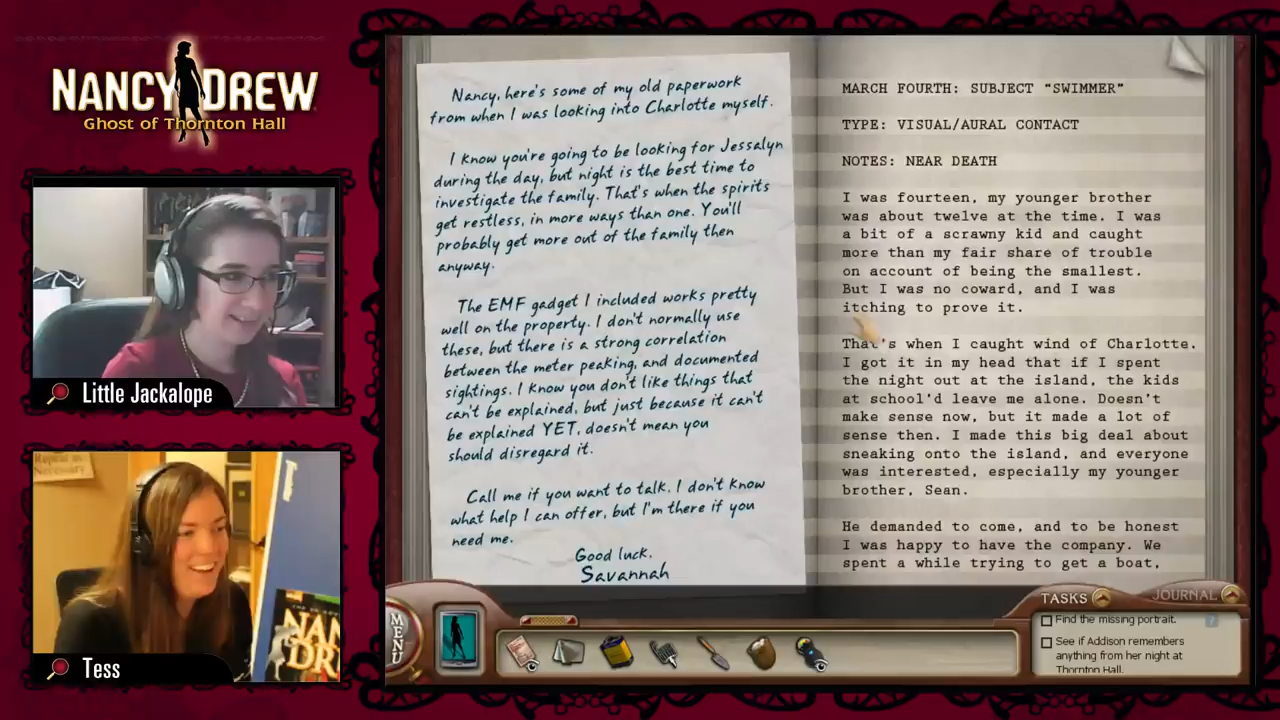 NANCY DREW
Ghost of Thornton Hall
Little Jackalope
Repeat as
Necessary
NAN
DR
Tess
Nancy, here's some of my old paperwork
from when I was looking into Charlotte myself.
I know you're going to be looking for Jessalyn
during the day, but night is the best time to
investigate the family. That's when the spirits
get restless, in more ways than one. You'll
probably get more out of the family then
anyway.
The EMF gadget I included works pretty
well on the property. I don't normally use
these, but there is a strong correlation
between the meter peaking, and documented
sightings. I know you don't like things that
can't be explained, but just because it can't
be explained YET, doesn't mean you
should disregard it.
Call me if you want to talk. I don't know
what help I can offer, but I'm there if you
need me.
Good luck.
Savannah
MARCH FOURTH: SUBJECT "SWIMMER"
TYPE: VISUAL/AURAL CONTACT
NOTES: NEAR DEATH
I was fourteen, my younger brother
was about twelve at the time. I was
a bit of a scrawny kid and caught
more than my fair share of trouble
on account of being the smallest.
But I was no coward, and I was
itching to prove it.
That's when I caught wind of Charlotte.
I got it in my head that if I spent
the night out at the island, the kids
at school'd leave me alone. Doesn't
make sense now, but it made a lot of
sense then. I made this big deal about
sneaking onto the island, and everyone
was interested, especially my younger
brother, Sean.
He demanded to come, and to be honest
I was happy to have the company. We
spent a while trying to get a boat,
MENU
TASKS
JOURNAL
Find the missing portrait.
?
See if Addison remembers
anything from her night at
Thornton Hall.